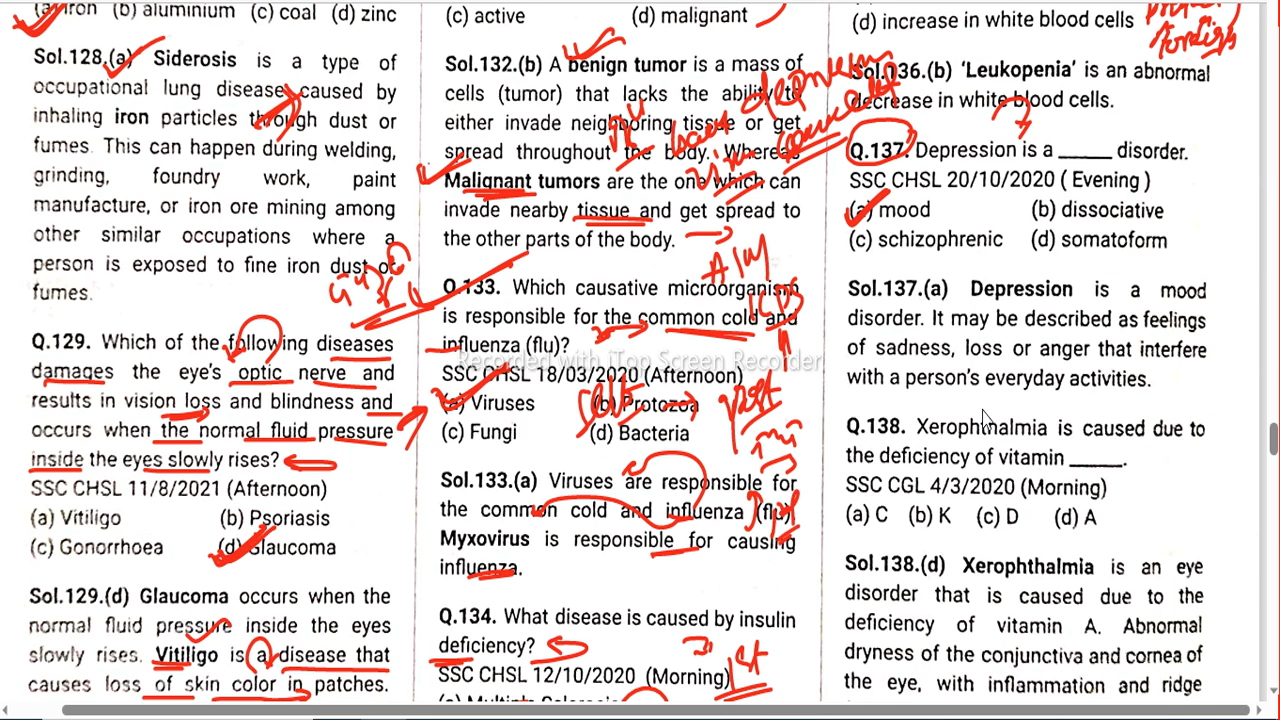 (a) iron (b) aluminium (c) coal (d) zinc
Sol.128.(a) Siderosis is a type of
occupational lung disease caused by
inhaling iron particles through dust or
fumes. This can happen during welding,
grinding, foundry work, paint
manufacture, or iron ore mining among
other similar occupations where a
person is exposed to fine iron dust or
fumes.
Q.129. Which of the following diseases
damages the eye's optic nerve and
results in vision loss and blindness and
occurs when the normal fluid pressure
inside the eyes slowly rises?
SSC CHSL 11/8/2021 (Afternoon)
(a) Vitiligo (b) Psoriasis
(c) Gonorrhoea (d) Glaucoma
Sol.129.(d) Glaucoma occurs when the
normal fluid pressure inside the eyes
slowly rises. Vitiligo is a disease that
causes loss of skin color in patches.
(c) active (d) malignant
Sol.132.(b) A benign tumor is a mass of
cells (tumor) that lacks the ability to
either invade neighboring tissue or get
spread throughout the body. Whereas
Malignant tumors are the one which can
invade nearby tissue and get spread to
the other parts of the body.
Q.133. Which causative microorganism
is responsible for the common cold and
influenza (flu)?
Recorded with iTop Screen Recorder
SSC CHSL 18/03/2020 (Afternoon)
(a) Viruses (b) Protozoa
(c) Fungi (d) Bacteria
Sol.133.(a) Viruses are responsible for
the common cold and influenza (flu)
Myxovirus is responsible for causing
influenza.
Q.134. What disease is caused by insulin
deficiency?
SSC CHSL 12/10/2020 (Morning)
1st
(d) increase in white blood cells
Sol.136.(b) 'Leukopenia' is an abnormal
decrease in white blood cells.
Q.137. Depression is a _____ disorder.
SSC CHSL 20/10/2020 ( Evening )
(a) mood (b) dissociative
(c) schizophrenic (d) somatoform
Sol.137.(a) Depression is a mood
disorder. It may be described as feelings
of sadness, loss or anger that interfere
with a person's everyday activities.
Q.138. Xerophthalmia is caused due to
the deficiency of vitamin _____.
SSC CGL 4/3/2020 (Morning)
(a) C (b) K (c) D (d) A
Sol.138.(d) Xerophthalmia is an eye
disorder that is caused due to the
deficiency of vitamin A. Abnormal
dryness of the conjunctiva and cornea of
the eye, with inflammation and ridge